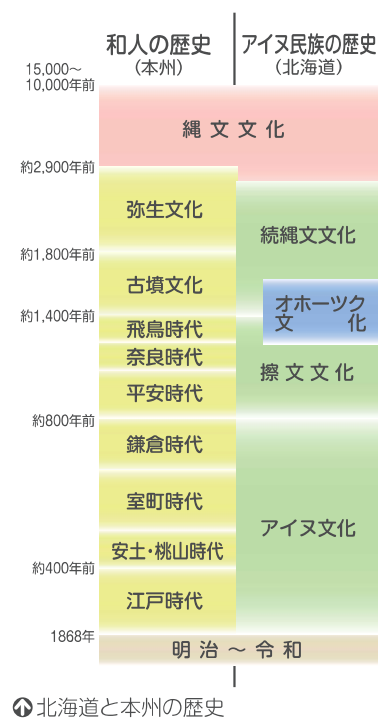 和人の歴史
(本州)
アイヌ民族の歴史
(北海道)
15,000～
10,000年前
縄文文化
約2,900年前
弥生文化
続縄文文化
約1,800年前
古墳文化
オホーツク
文化
約1,400年前
飛鳥時代
奈良時代
擦文文化
平安時代
約800年前
鎌倉時代
室町時代
アイヌ文化
安土・桃山時代
約400年前
江戸時代
1868年
明治～令和
北海道と本州の歴史